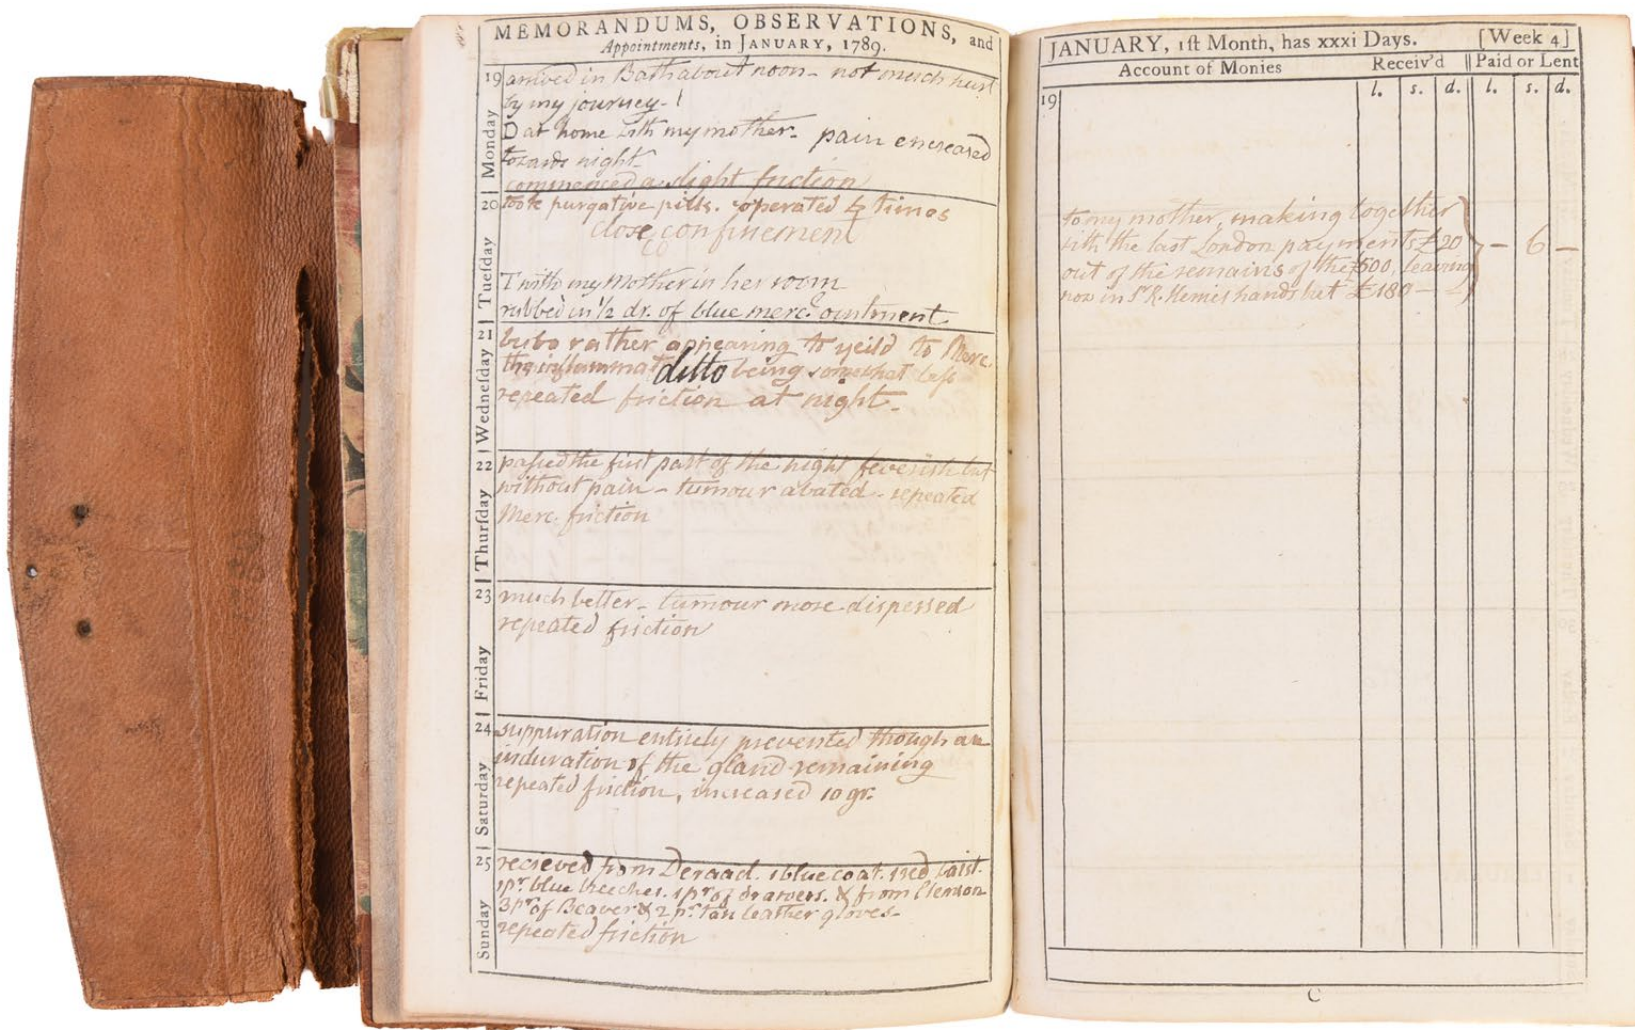 MEMORANDUMS, OBSERVATIONS, and
Appointments, in JANUARY, 1789.
19 Monday
arrived in Bath about noon - not much hurt
by my journey - !
D at home with my mother - pain encreased
towards night -
commenced a slight friction
20 Tuesday
took purgative pills. operated 4 times
close confinement
T with my Mother in her room
rubbed in 1/2 dr. of blue merc.l ointment
21 Wednesday
bubo rather appearing to yeild to Merc.
the inflammat ditto being somewhat less
repeated friction at night -
22 Thurſday
passed the first part of the night feverish but
without pain - tumour abated - repeated
Merc. friction
23 Friday
much better - tumour more dispersed
repeated friction
24 Saturday
suppuration entirely prevented though an
induration of the gland remaining
repeated friction, increased 10 gr.
25 Sunday
recieved from Deraad. 1 blue coat. 1 red waist.
1 pr. blue breeches. 1 pr. of drawers. & from
3 pr. of Beaver & 2 pr. tan leather gloves -
repeated friction
JANUARY, 1ſt Month, has xxxi Days. [Week 4]
Account of Monies Receiv'd Paid or Lent
19 l. s. d. l. s. d.
to my mother, making together
with the last London payments £20 - 6 -
out of the remains of the £500, leaving
now in Sr. R. hands but £180 -
C